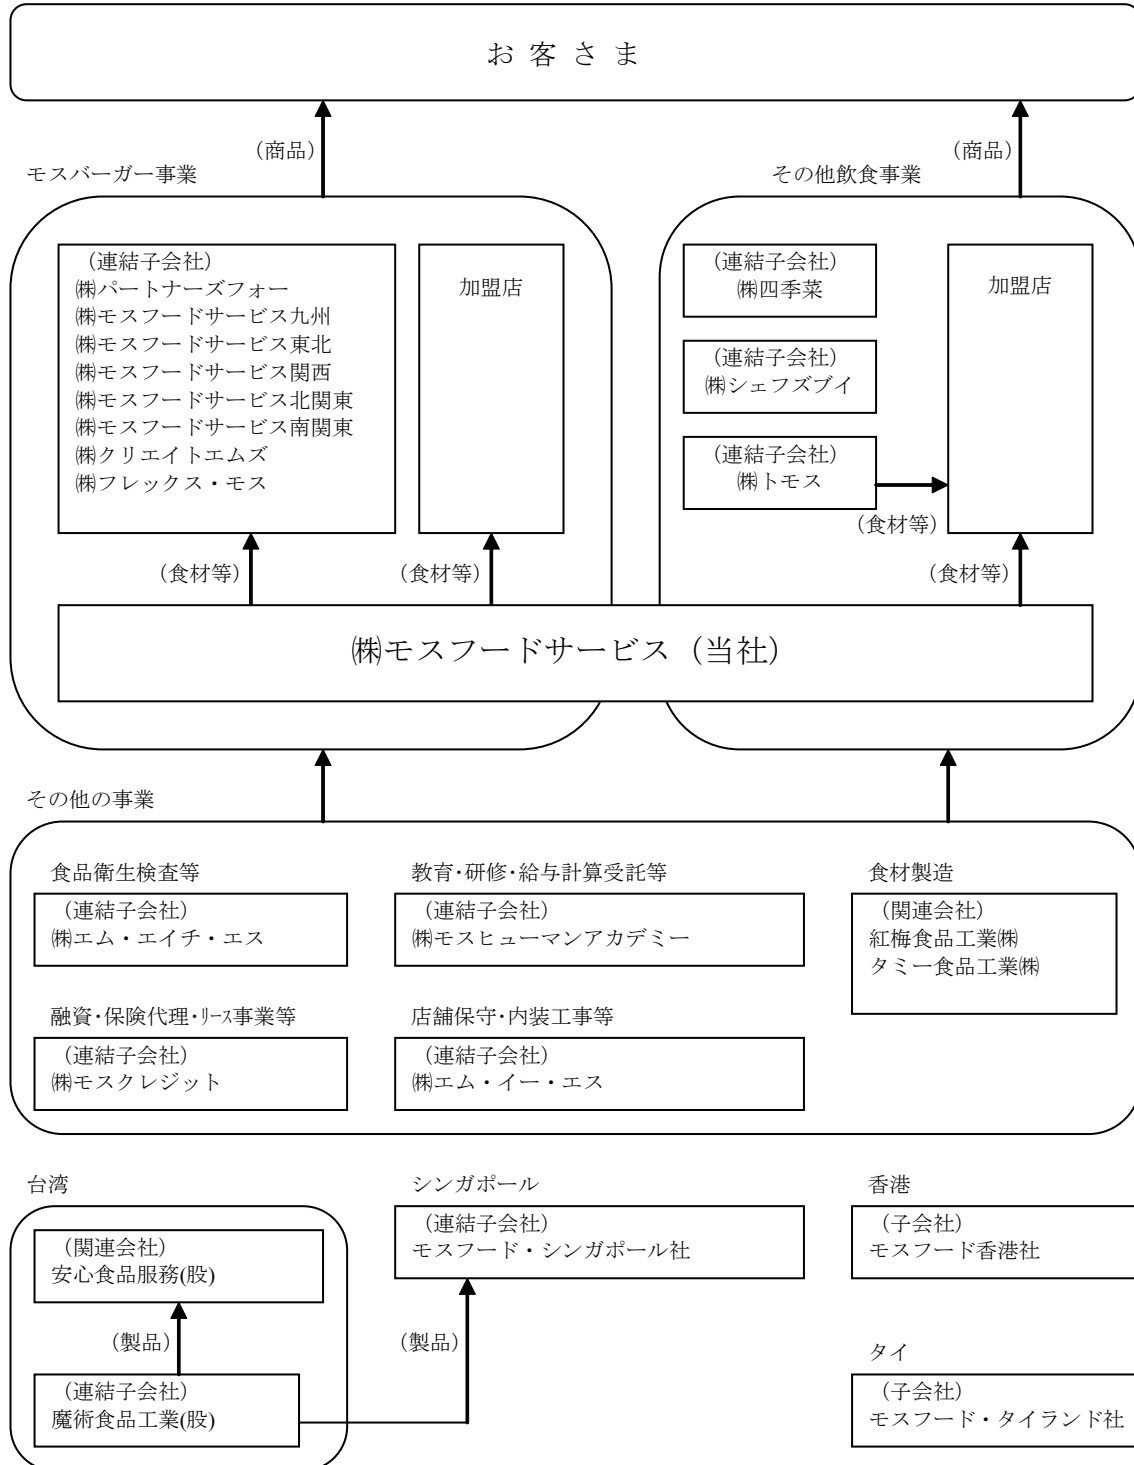 お客さま
（商品）
（商品）
モスバーガー事業
その他飲食事業
（連結子会社）
㈱パートナーズフォー
㈱モスフードサービス九州
㈱モスフードサービス東北
㈱モスフードサービス関西
㈱モスフードサービス北関東
㈱モスフードサービス南関東
㈱クリエイトエムズ
㈱フレックス・モス
加盟店
（連結子会社）
㈱四季菜
（連結子会社）
㈱シェフズブイ
（連結子会社）
㈱トモス
加盟店
（食材等）
（食材等）
（食材等）
（食材等）
㈱モスフードサービス（当社）
その他の事業
食品衛生検査等
（連結子会社）
㈱エム・エイチ・エス
教育・研修・給与計算受託等
（連結子会社）
㈱モスヒューマンアカデミー
食材製造
（関連会社）
紅梅食品工業㈱
タミー食品工業㈱
融資・保険代理・ﾘｰｽ事業等
（連結子会社）
㈱モスクレジット
店舗保守・内装工事等
（連結子会社）
㈱エム・イー・エス
台湾
（関連会社）
安心食品服務(股)
（製品）
（連結子会社）
魔術食品工業(股)
シンガポール
（連結子会社）
モスフード・シンガポール社
（製品）
香港
（子会社）
モスフード香港社
タイ
（子会社）
モスフード・タイランド社